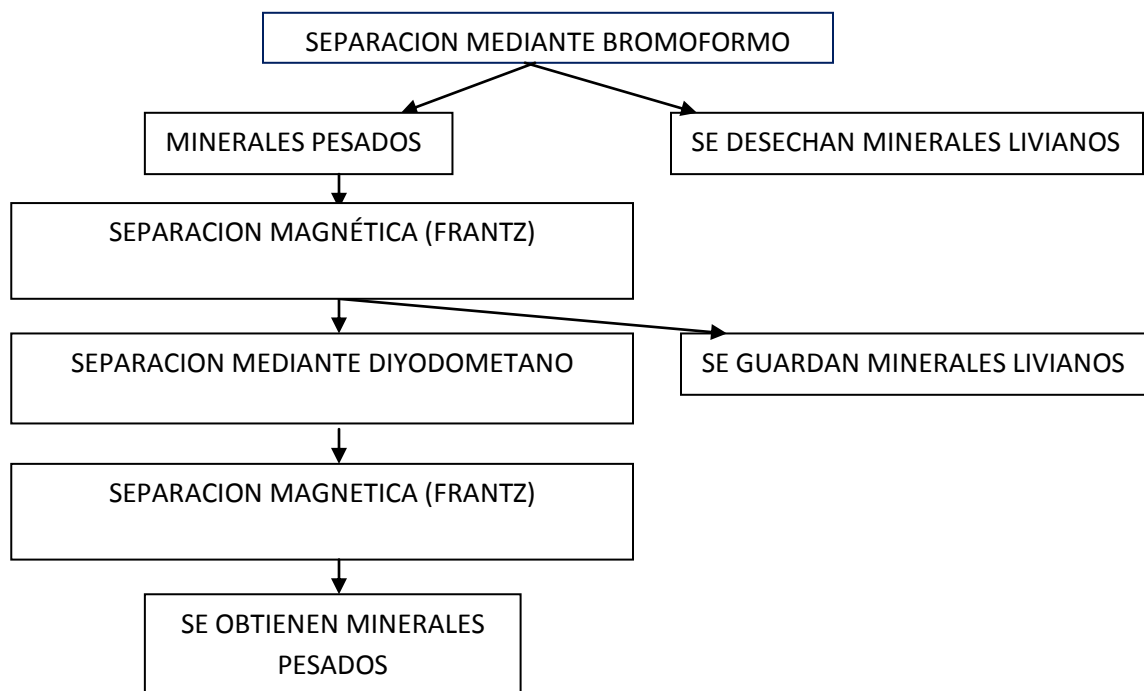 SEPARACION MEDIANTE BROMOFORMO
MINERALES PESADOS
SE DESECHAN MINERALES LIVIANOS
SEPARACION MAGNÉTICA (FRANTZ)
SEPARACION MEDIANTE DIYODOMETANO
SE GUARDAN MINERALES LIVIANOS
SEPARACION MAGNETICA (FRANTZ)
SE OBTIENEN MINERALES
PESADOS